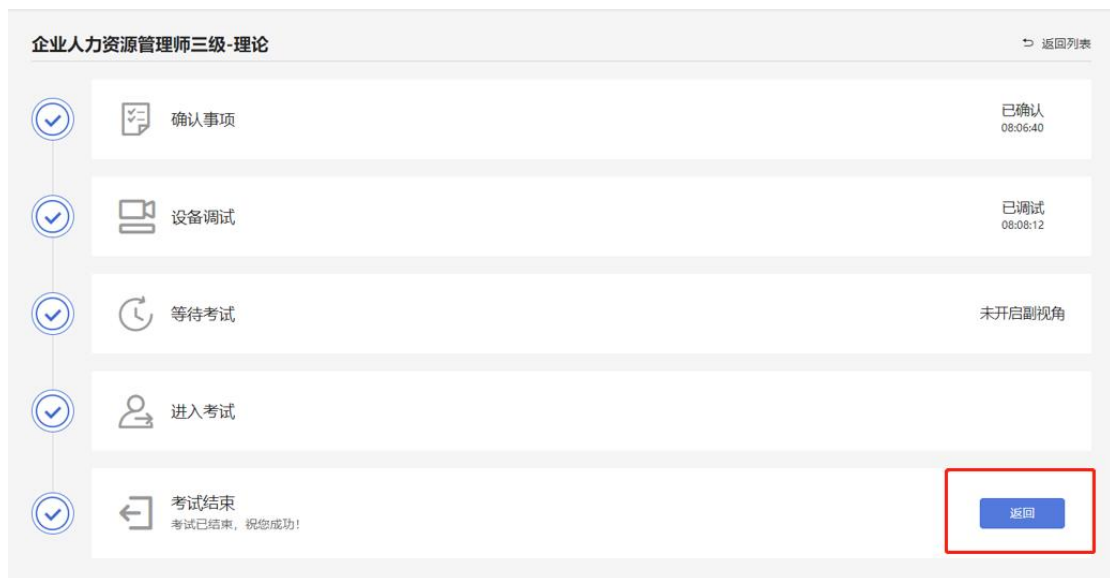 企业人力资源管理师三级-理论
返回列表
确认事项
已确认
08:06:40
设备调试
已调试
08:08:12
等待考试
未开启副视角
进入考试
考试结束
考试已结束，祝您成功！
返回